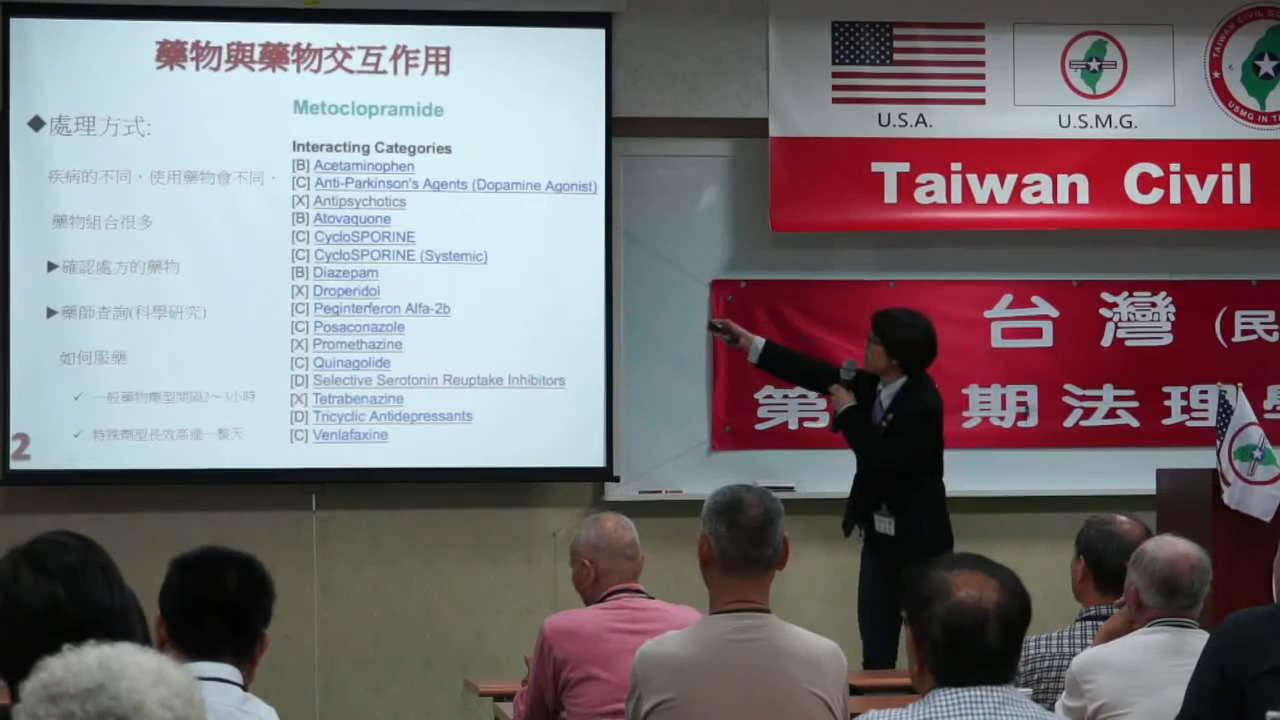 藥物與藥物交互作用
◆處理方式:
疾病的不同，使用藥物會不同，
藥物組合很多
▶確認處方的藥物
▶藥師查詢(科學研究)
如何服藥
✓ 一般藥物劑型間隔2～3小時
✓ 特殊劑型長效高達一整天
2
Metoclopramide
Interacting Categories
[B] Acetaminophen
[C] Anti-Parkinson's Agents (Dopamine Agonist)
[X] Antipsychotics
[B] Atovaquone
[C] CycloSPORINE
[C] CycloSPORINE (Systemic)
[B] Diazepam
[X] Droperidol
[C] Peginterferon Alfa-2b
[C] Posaconazole
[X] Promethazine
[C] Quinagolide
[D] Selective Serotonin Reuptake Inhibitors
[X] Tetrabenazine
[D] Tricyclic Antidepressants
[C] Venlafaxine
U.S.A.
U.S.M.G.
Taiwan Civil
台灣(民
第 期法理學